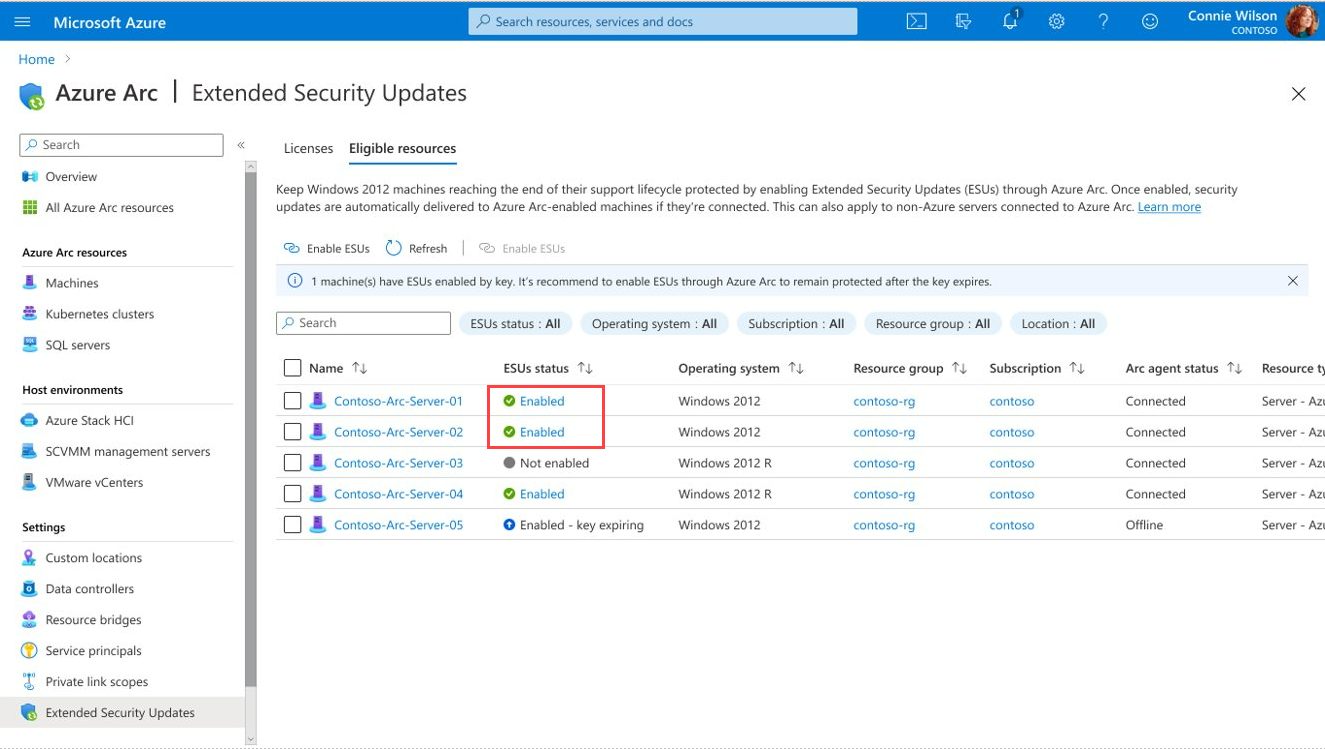 Microsoft Azure
Search resources, services and docs
1
Connie Wilson
CONTOSO
Home
Azure Arc | Extended Security Updates
Search
Overview
All Azure Arc resources
Azure Arc resources
Machines
Kubernetes clusters
SQL servers
Host environments
Azure Stack HCI
SCVMM management servers
VMware vCenters
Settings
Custom locations
Data controllers
Resource bridges
Service principals
Private link scopes
Extended Security Updates
Licenses Eligible resources
Keep Windows 2012 machines reaching the end of their support lifecycle protected by enabling Extended Security Updates (ESUs) through Azure Arc. Once enabled, security
updates are automatically delivered to Azure Arc-enabled machines if they're connected. This can also apply to non-Azure servers connected to Azure Arc. Learn more
Enable ESUs Refresh | Enable ESUs
1 machine(s) have ESUs enabled by key. It's recommend to enable ESUs through Azure Arc to remain protected after the key expires.
Search ESUs status : All Operating system : All Subscription : All Resource group : All Location : All
Name ESUs status Operating system Resource group Subscription Arc agent status Resource ty
Contoso-Arc-Server-01 Enabled Windows 2012 contoso-rg contoso Connected Server - Azu
Contoso-Arc-Server-02 Enabled Windows 2012 contoso-rg contoso Connected Server - Azu
Contoso-Arc-Server-03 Not enabled Windows 2012 R contoso-rg contoso Connected Server - Azu
Contoso-Arc-Server-04 Enabled Windows 2012 R contoso-rg contoso Connected Server - Azu
Contoso-Arc-Server-05 Enabled - key expiring Windows 2012 contoso-rg contoso Offline Server - Azu